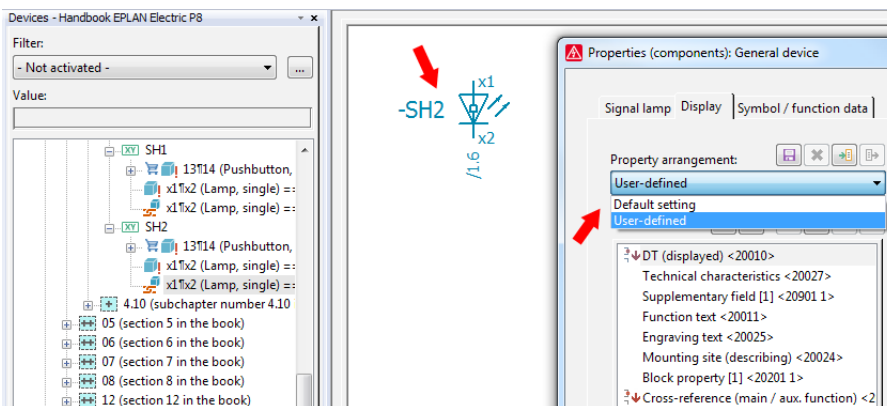 Devices - Handbook EPLAN Electric P8
Filter:
- Not activated -
...
Value:
SH1
13¶14 (Pushbutton,
x1¶x2 (Lamp, single) ==
x1¶x2 (Lamp, single) ==
SH2
13¶14 (Pushbutton,
x1¶x2 (Lamp, single) ==
x1¶x2 (Lamp, single) ==
4.10 (subchapter number 4.10
05 (section 5 in the book)
06 (section 6 in the book)
07 (section 7 in the book)
08 (section 8 in the book)
12 (section 12 in the book)
-SH2
x1
x2
/1.6
Properties (components): General device
Signal lamp Display Symbol / function data
Property arrangement:
User-defined
Default setting
User-defined
DT (displayed) <20010>
Technical characteristics <20027>
Supplementary field [1] <20901 1>
Function text <20011>
Engraving text <20025>
Mounting site (describing) <20024>
Block property [1] <20201 1>
Cross-reference (main / aux. function) <2